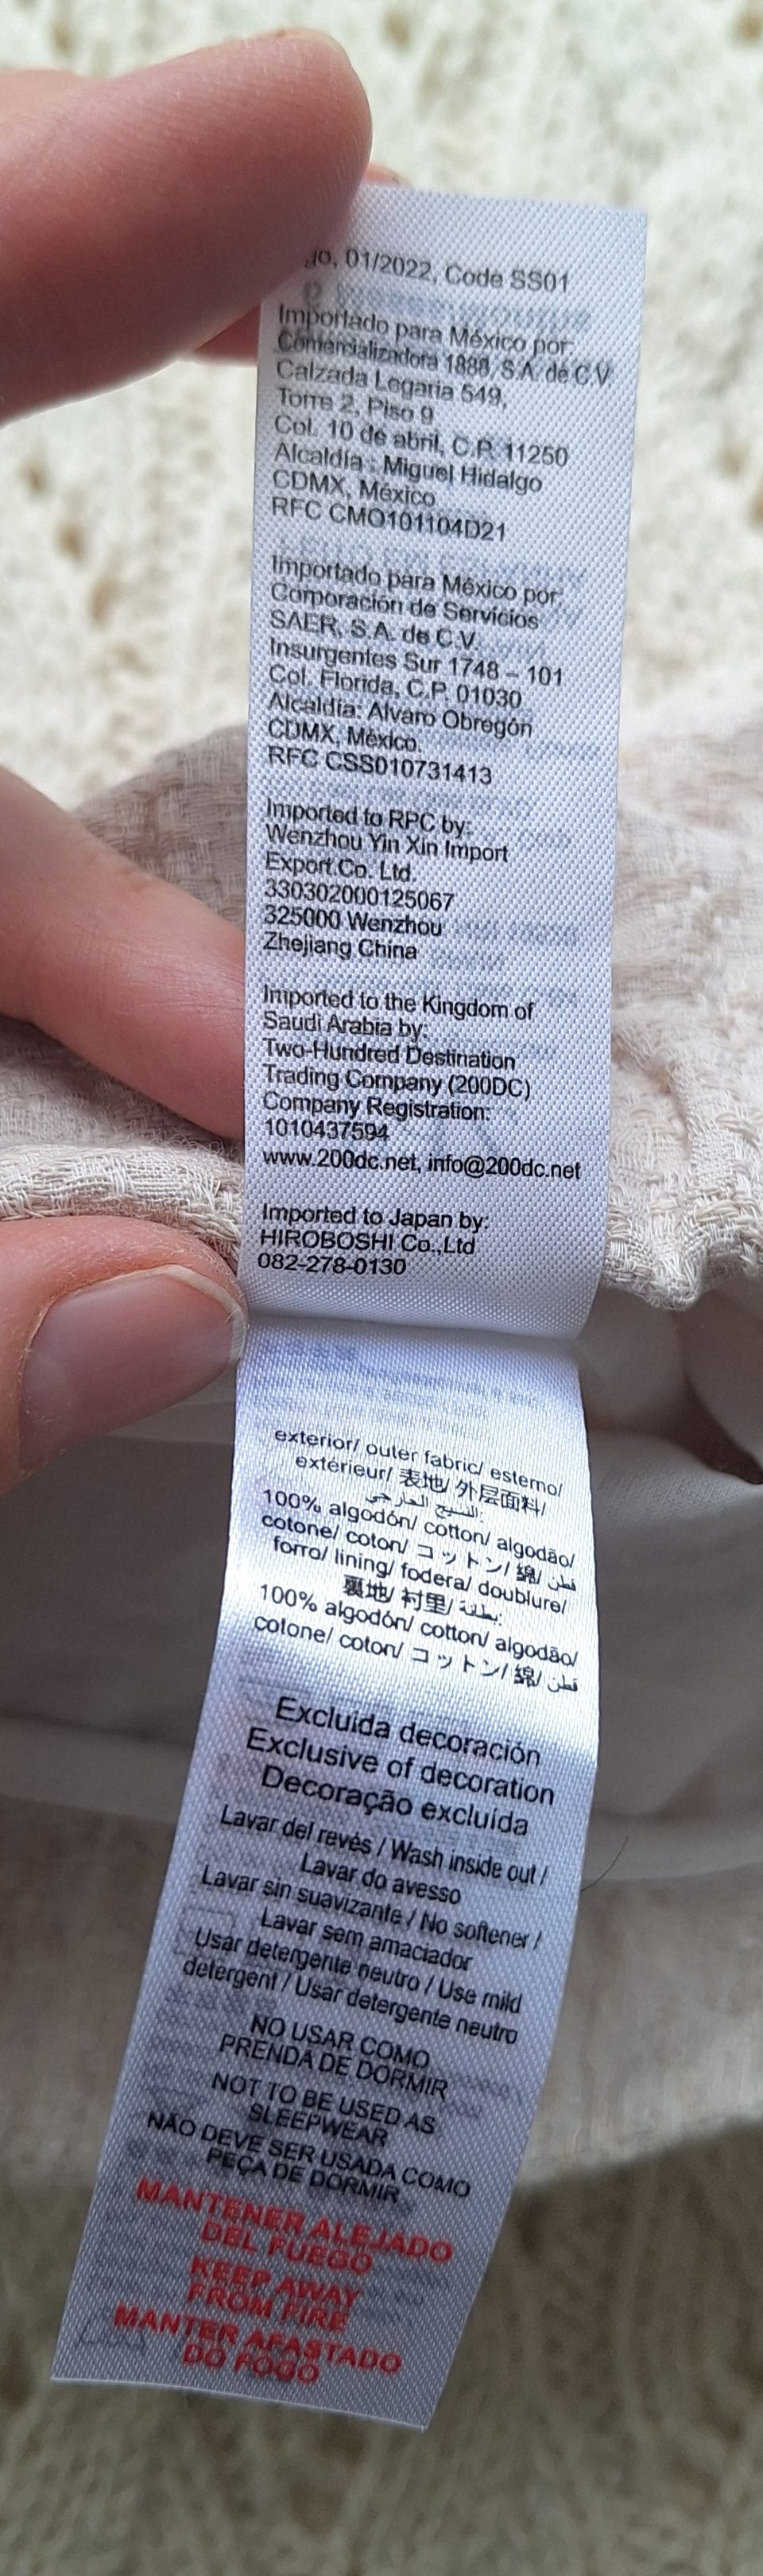 go, 01/2022, Code SS01
Importado para México por:
Comercializadora 1888, S.A. de C.V.
Calzada Legaria 549,
Torre 2, Piso 9
Col. 10 de abril, C.P. 11250
Alcaldía : Miguel Hidalgo
CDMX, México
RFC CMO101104D21
Importado para México por:
Corporación de Servicios
SAER, S.A. de C.V.
Insurgentes Sur 1748 – 101
Col. Florida, C.P. 01030
Alcaldía: Alvaro Obregón
CDMX, México.
RFC CSS010731413
Imported to RPC by:
Wenzhou Yin Xin Import
Export.Co. Ltd.
330302000125067
325000 Wenzhou
Zhejiang China
Imported to the Kingdom of
Saudi Arabia by:
Two-Hundred Destination
Trading Company (200DC)
Company Registration:
1010437594
www.200dc.net, info@200dc.net
Imported to Japan by:
HIROBOSHI Co.,Ltd
082-278-0130
exterior/ outer fabric/ esterno/
extérieur/ 表地/ 外层面料/
النسيج الخارجي:
100% algodón/ cotton/ algodão/
cotone/ coton/ コットン/ 綿/ قطن
forro/ lining/ fodera/ doublure/
裏地/ 衬里/ بطانة:
100% algodón/ cotton/ algodão/
cotone/ coton/ コットン/ 綿/ قطن
Excluida decoración
Exclusive of decoration
Decoração excluída
Lavar del revés / Wash inside out /
Lavar do avesso
Lavar sin suavizante / No softener /
Lavar sem amaciador
Usar detergente neutro / Use mild
detergent / Usar detergente neutro
NO USAR COMO
PRENDA DE DORMIR
NOT TO BE USED AS
SLEEPWEAR
NÃO DEVE SER USADA COMO
PEÇA DE DORMIR
MANTENER ALEJADO
DEL FUEGO
KEEP AWAY
FROM FIRE
MANTER AFASTADO
DO FOGO